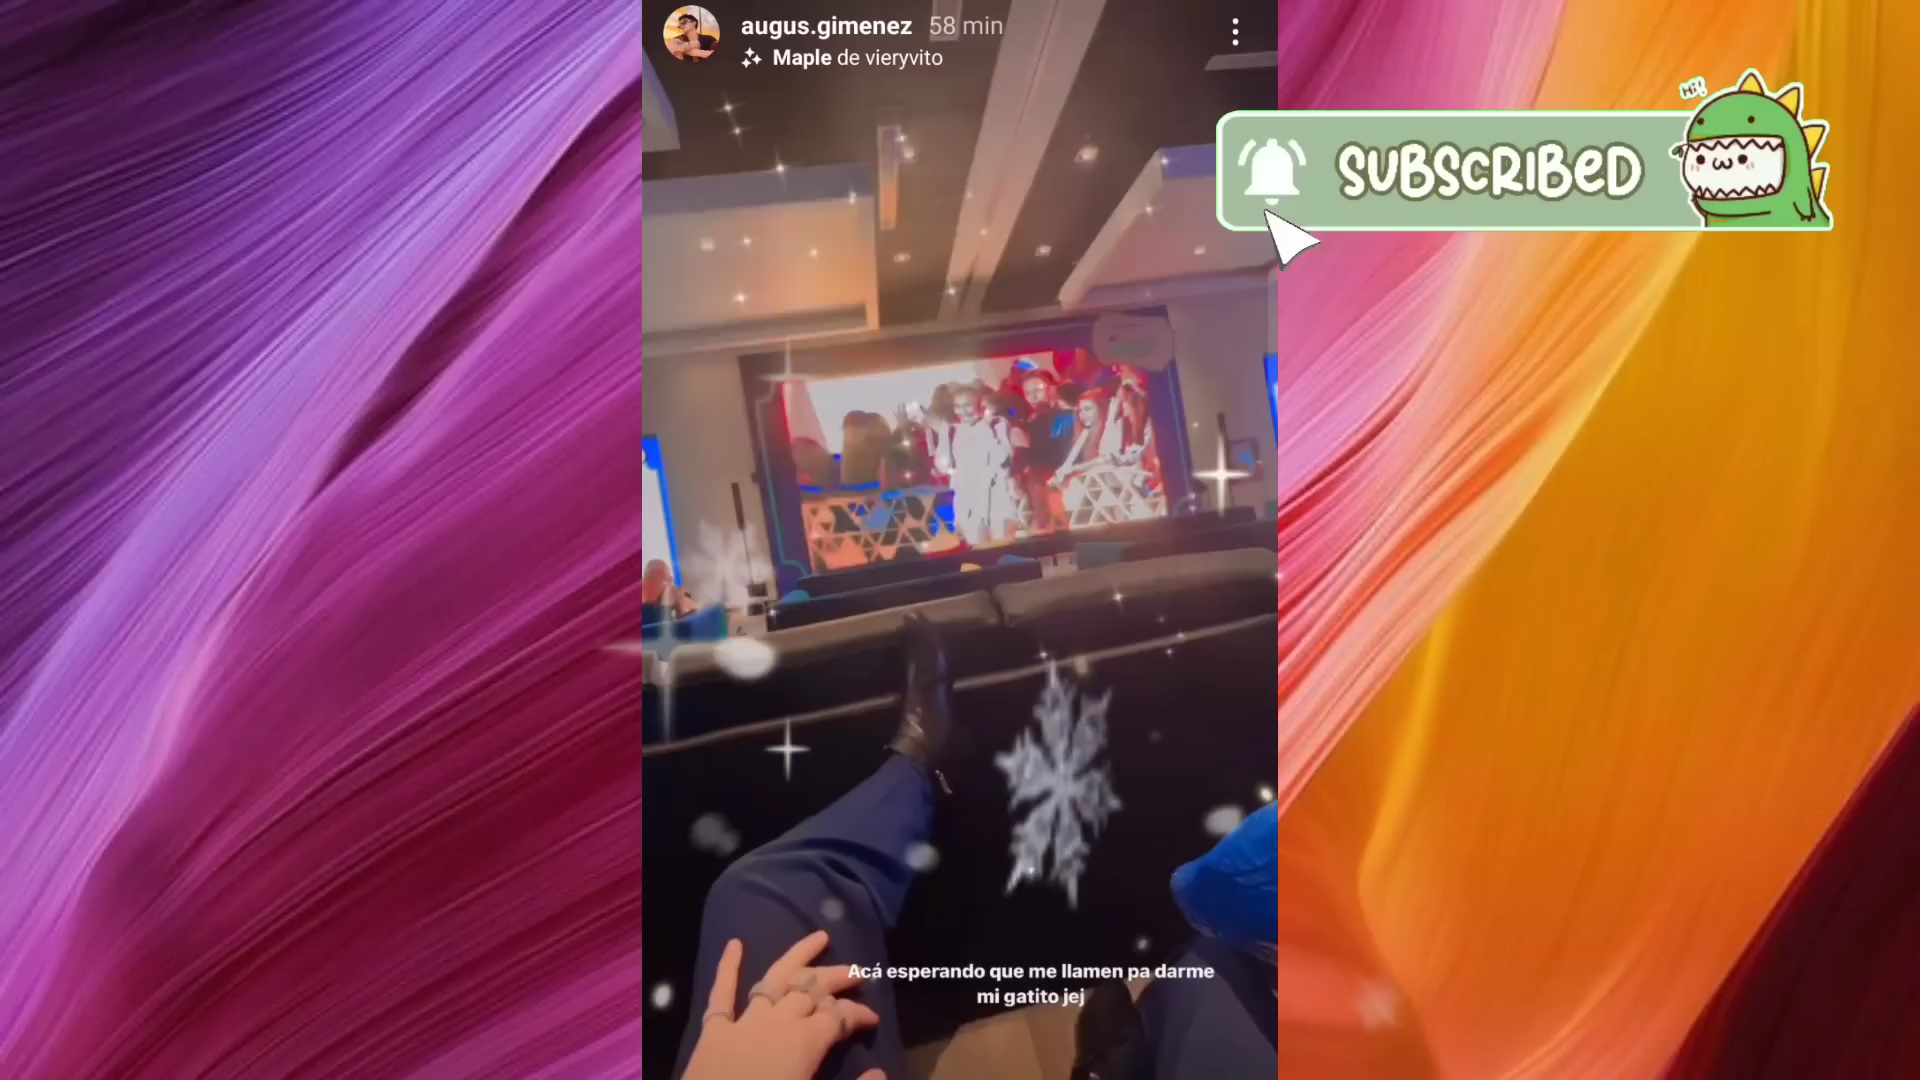 augus.gimenez 58 min
Maple de vieryvito
Hi!
SUBSCRIBED
Acá esperando que me llamen pa darme
mi gatito jej